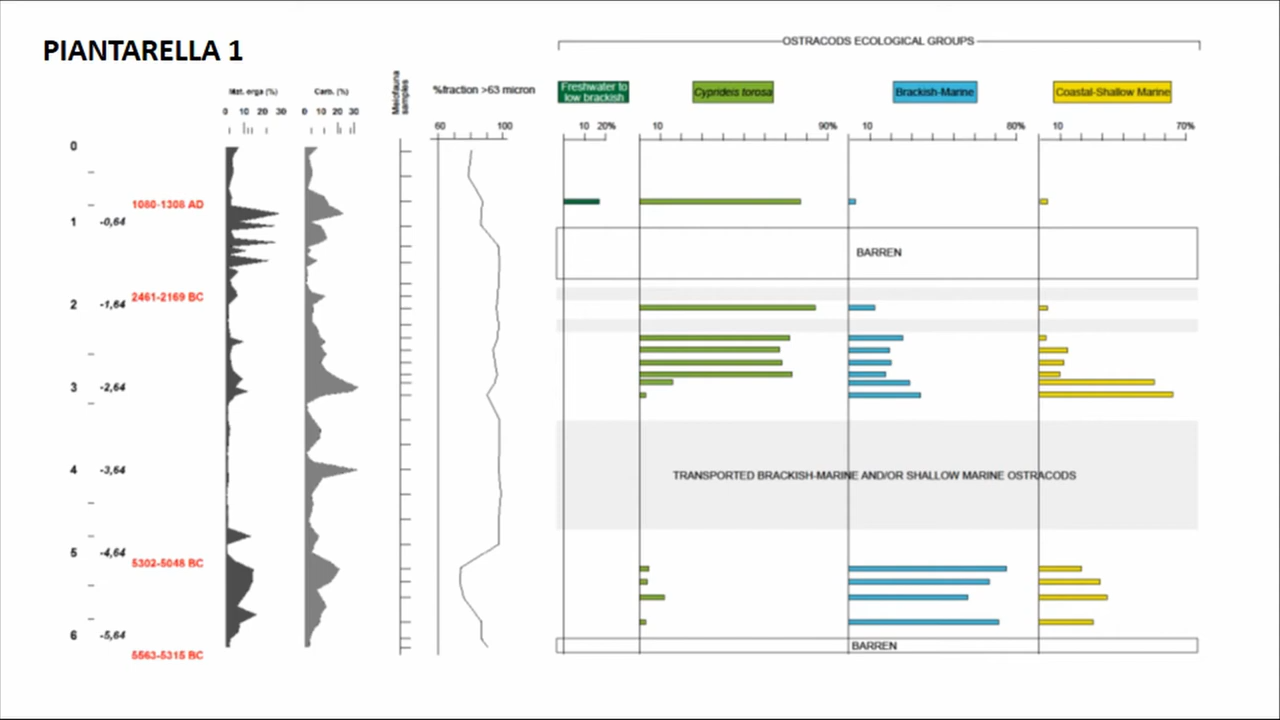 PIANTARELLA 1
OSTRACODS ECOLOGICAL GROUPS
Mat. orga (%)
Carb. (%)
Meiofauna
samples
%fraction >63 micron
Freshwater to
low brackish
Cyprideis torosa
Brackish-Marine
Coastal-Shallow Marine
0 10 20 30
0 10 20 30
60 100
10 20%
10 90%
10 80%
10 70%
0
1080-1308 AD
1 -0,64
BARREN
2461-2169 BC
2 -1,64
3 -2,64
4 -3,64
TRANSPORTED BRACKISH-MARINE AND/OR SHALLOW MARINE OSTRACODS
5 -4,64
5302-5048 BC
6 -5,64
BARREN
5563-5315 BC